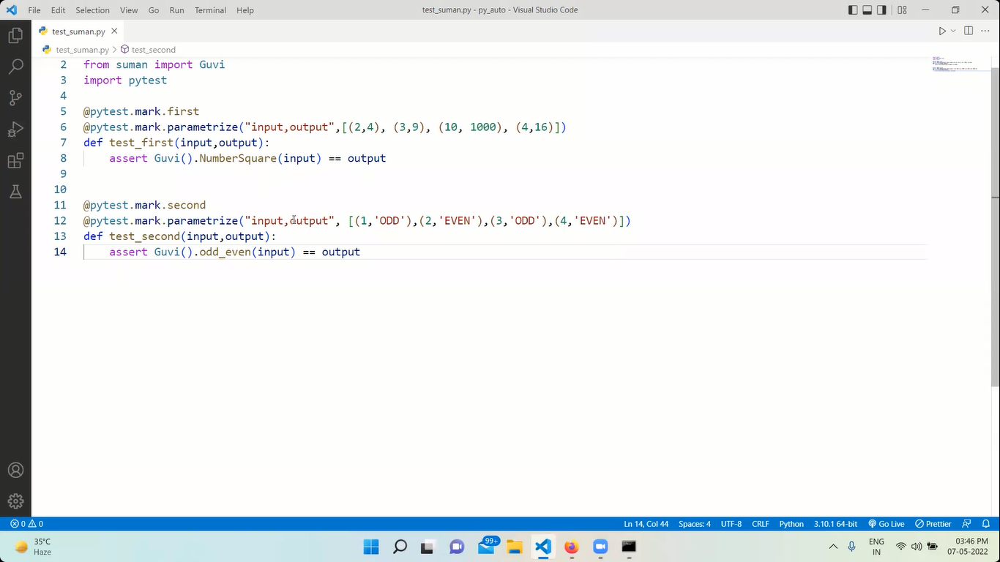 File Edit Selection View Go Run Terminal Help test_suman.py - py_auto - Visual Studio Code
test_suman.py
test_suman.py > test_second
2 from suman import Guvi
3 import pytest
4
5 @pytest.mark.first
6 @pytest.mark.parametrize("input,output",[(2,4), (3,9), (10, 1000), (4,16)])
7 def test_first(input,output):
8 assert Guvi().NumberSquare(input) == output
9
10
11 @pytest.mark.second
12 @pytest.mark.parametrize("input,output", [(1,'ODD'),(2,'EVEN'),(3,'ODD'),(4,'EVEN')])
13 def test_second(input,output):
14 assert Guvi().odd_even(input) == output
0 0 Ln 14, Col 44 Spaces: 4 UTF-8 CRLF Python 3.10.1 64-bit Go Live Prettier
35°C
Haze
99+
ENG
IN
03:46 PM
07-05-2022